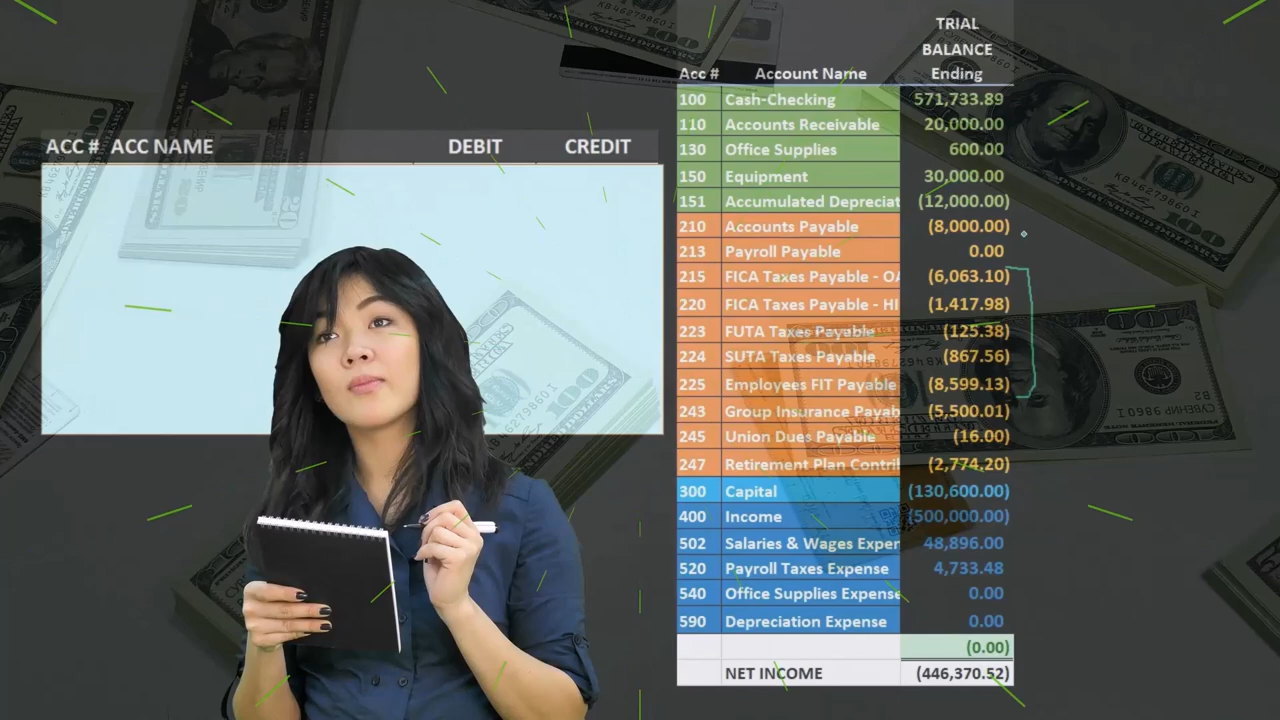 ACC # ACC NAME DEBIT CREDIT
TRIAL
BALANCE
Acc # Account Name Ending
100 Cash-Checking 571,733.89
110 Accounts Receivable 20,000.00
130 Office Supplies 600.00
150 Equipment 30,000.00
151 Accumulated Depreciat (12,000.00)
210 Accounts Payable (8,000.00)
213 Payroll Payable 0.00
215 FICA Taxes Payable - OA (6,063.10)
220 FICA Taxes Payable - HI (1,417.98)
223 FUTA Taxes Payable (125.38)
224 SUTA Taxes Payable (867.56)
225 Employees FIT Payable (8,599.13)
243 Group Insurance Payab (5,500.01)
245 Union Dues Payable (16.00)
247 Retirement Plan Contril (2,774.20)
300 Capital (130,600.00)
400 Income (500,000.00)
502 Salaries & Wages Exper 48,896.00
520 Payroll Taxes Expense 4,733.48
540 Office Supplies Expense 0.00
590 Depreciation Expense 0.00
(0.00)
NET INCOME (446,370.52)